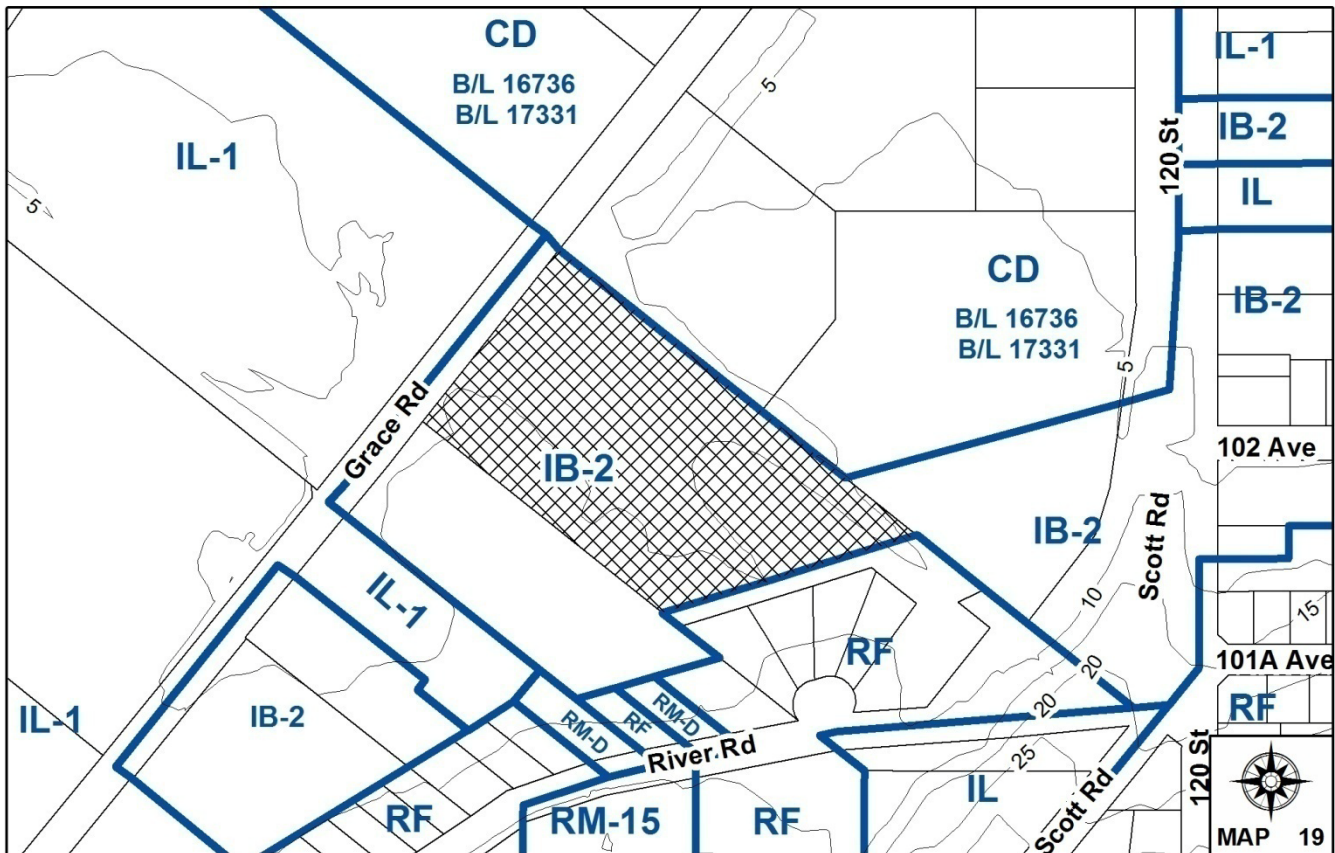 CD
B/L 16736
B/L 17331
IL-1
5
5
IL-1
120 St
IB-2
IL
IB-2
CD
B/L 16736
B/L 17331
5
Grace Rd
IB-2
102 Ave
IB-2
Scott Rd
10
15
IL-1
RF
101A Ave
20
20
25
RF
IL-1
IB-2
RM-D
RF
RM-D
River Rd
RF
RM-15
RF
IL
Scott Rd
120 St
MAP 19